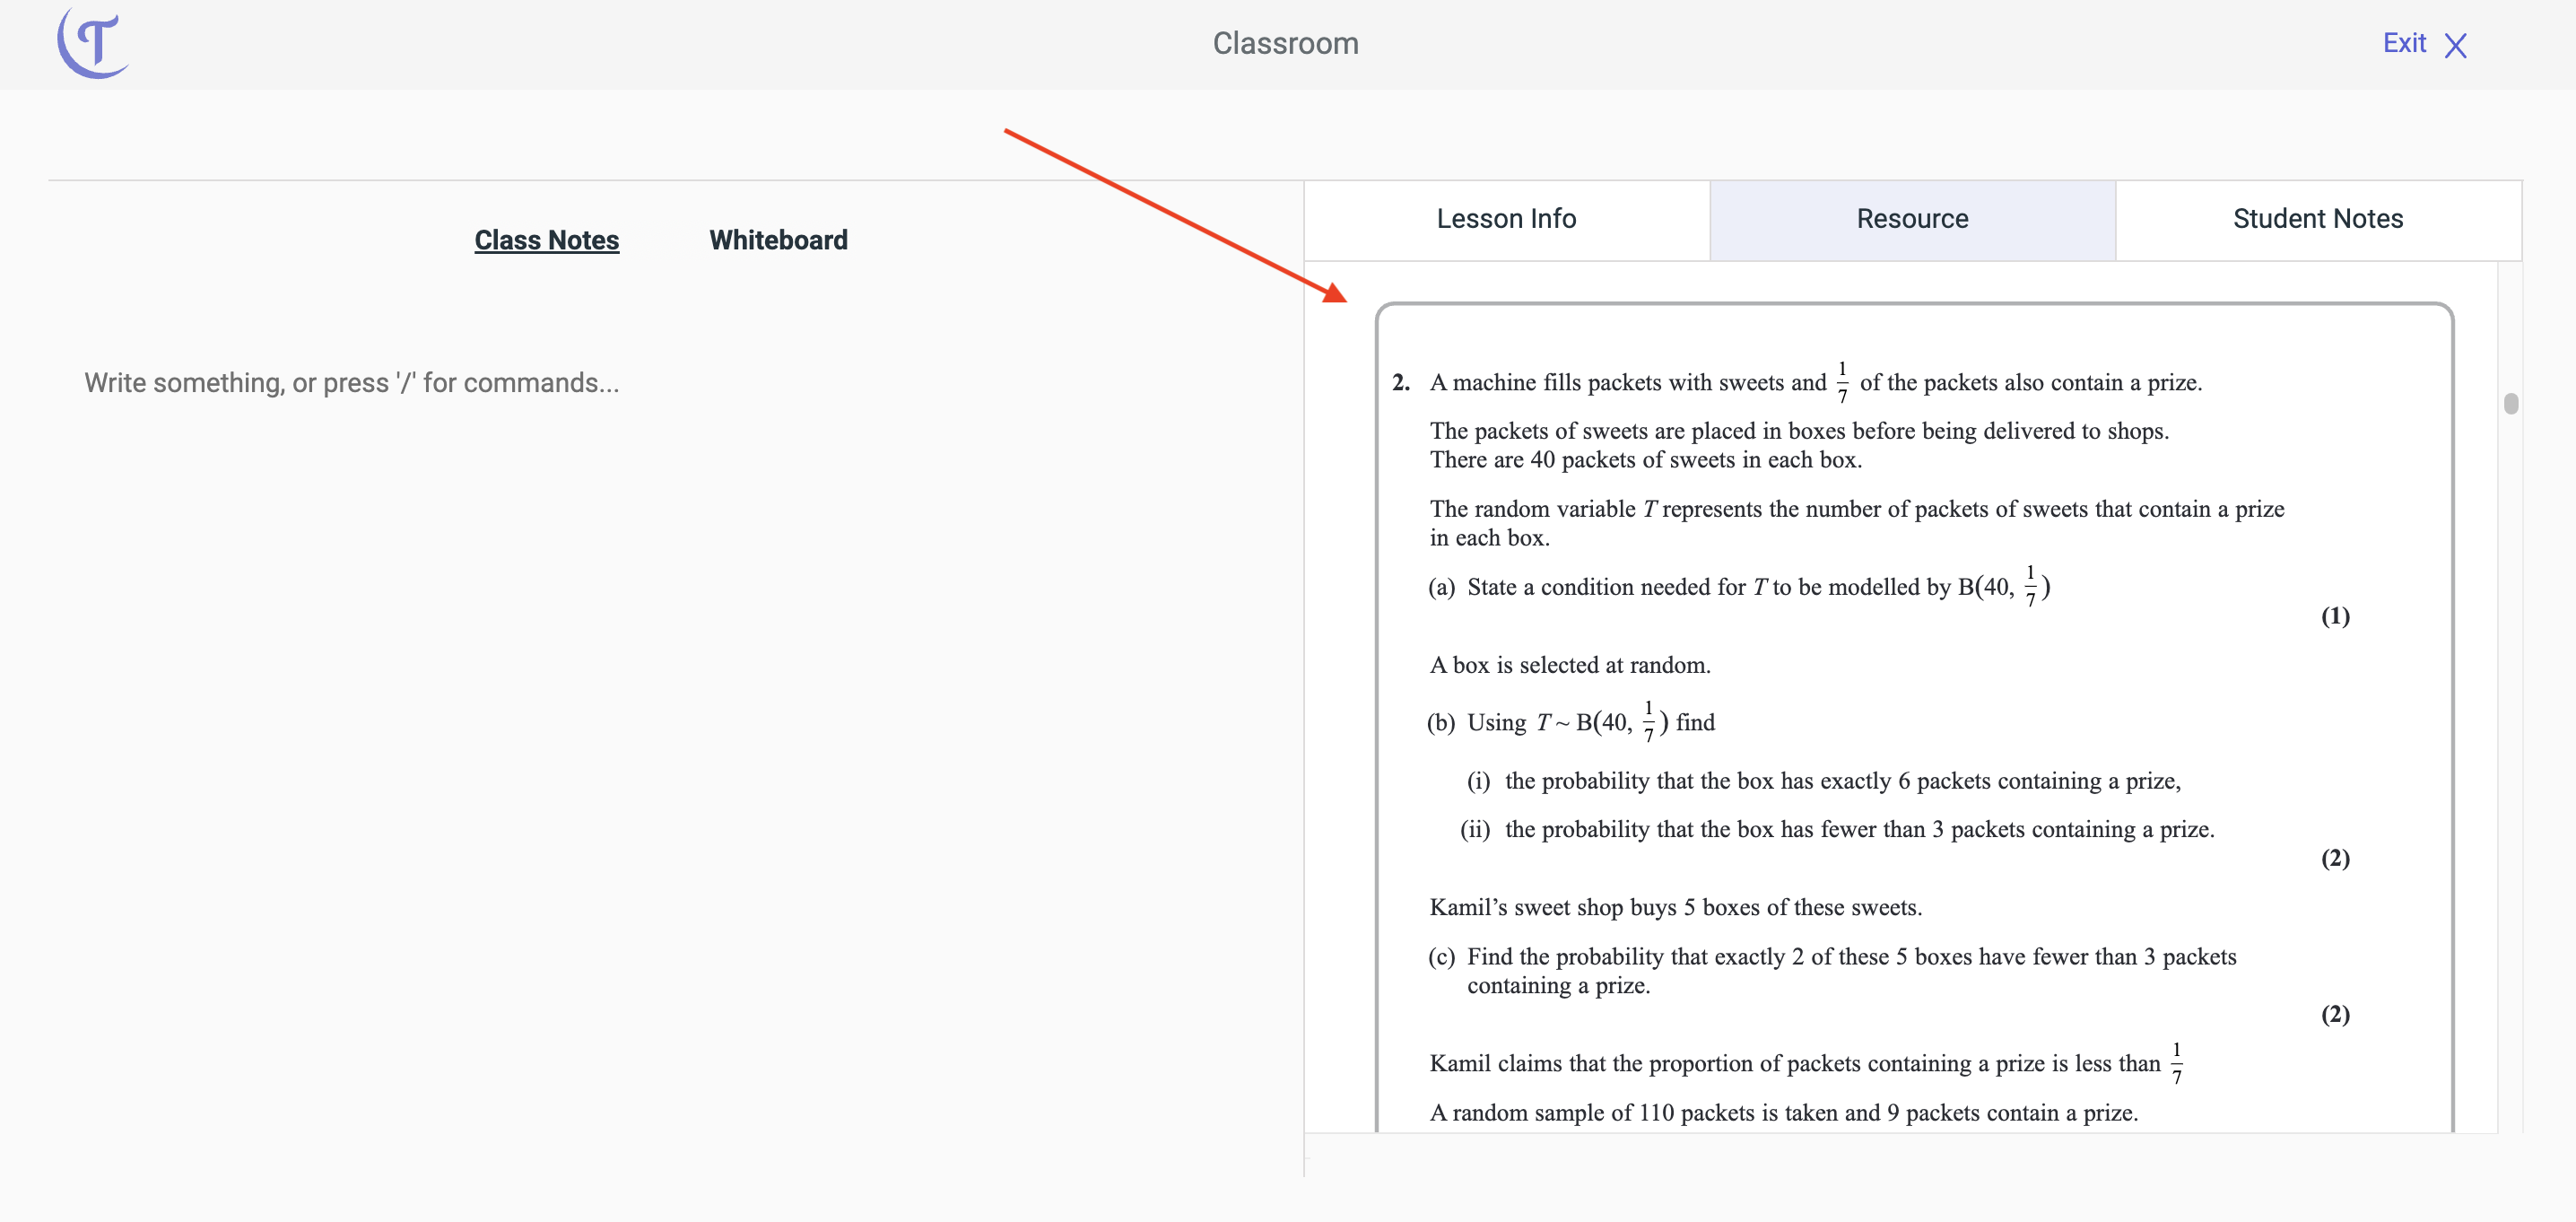 Classroom
Exit X
Class Notes Whiteboard
Write something, or press '/' for commands...
Lesson Info Resource Student Notes
2. A machine fills packets with sweets and 1/7 of the packets also contain a prize.
The packets of sweets are placed in boxes before being delivered to shops.
There are 40 packets of sweets in each box.
The random variable T represents the number of packets of sweets that contain a prize
in each box.
(a) State a condition needed for T to be modelled by B(40, 1/7)
(1)
A box is selected at random.
(b) Using T ~ B(40, 1/7) find
(i) the probability that the box has exactly 6 packets containing a prize,
(ii) the probability that the box has fewer than 3 packets containing a prize.
(2)
Kamil’s sweet shop buys 5 boxes of these sweets.
(c) Find the probability that exactly 2 of these 5 boxes have fewer than 3 packets
containing a prize.
(2)
Kamil claims that the proportion of packets containing a prize is less than 1/7
A random sample of 110 packets is taken and 9 packets contain a prize.